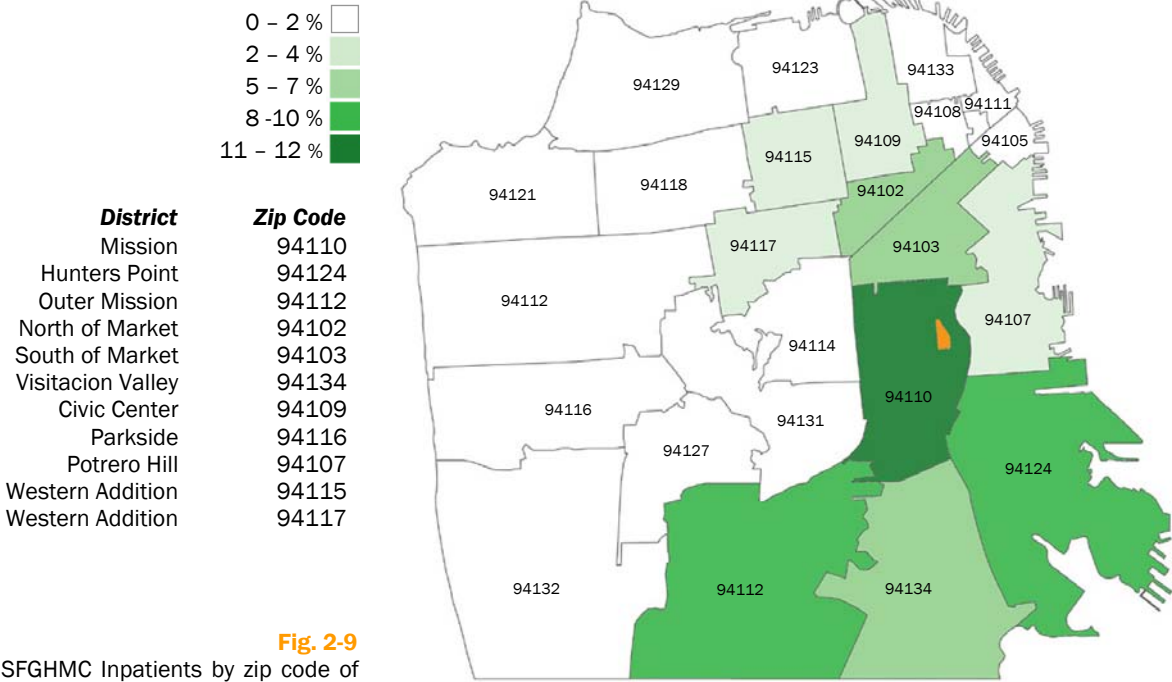 0 – 2 %
2 – 4 %
5 – 7 %
8 -10 %
11 – 12 %
District Zip Code
Mission 94110
Hunters Point 94124
Outer Mission 94112
North of Market 94102
South of Market 94103
Visitacion Valley 94134
Civic Center 94109
Parkside 94116
Potrero Hill 94107
Western Addition 94115
Western Addition 94117
Fig. 2-9
SFGHMC Inpatients by zip code of
94129
94123
94133
94108
94111
94105
94109
94115
94118
94121
94102
94117
94103
94112
94107
94114
94110
94116
94131
94127
94124
94132
94112
94134